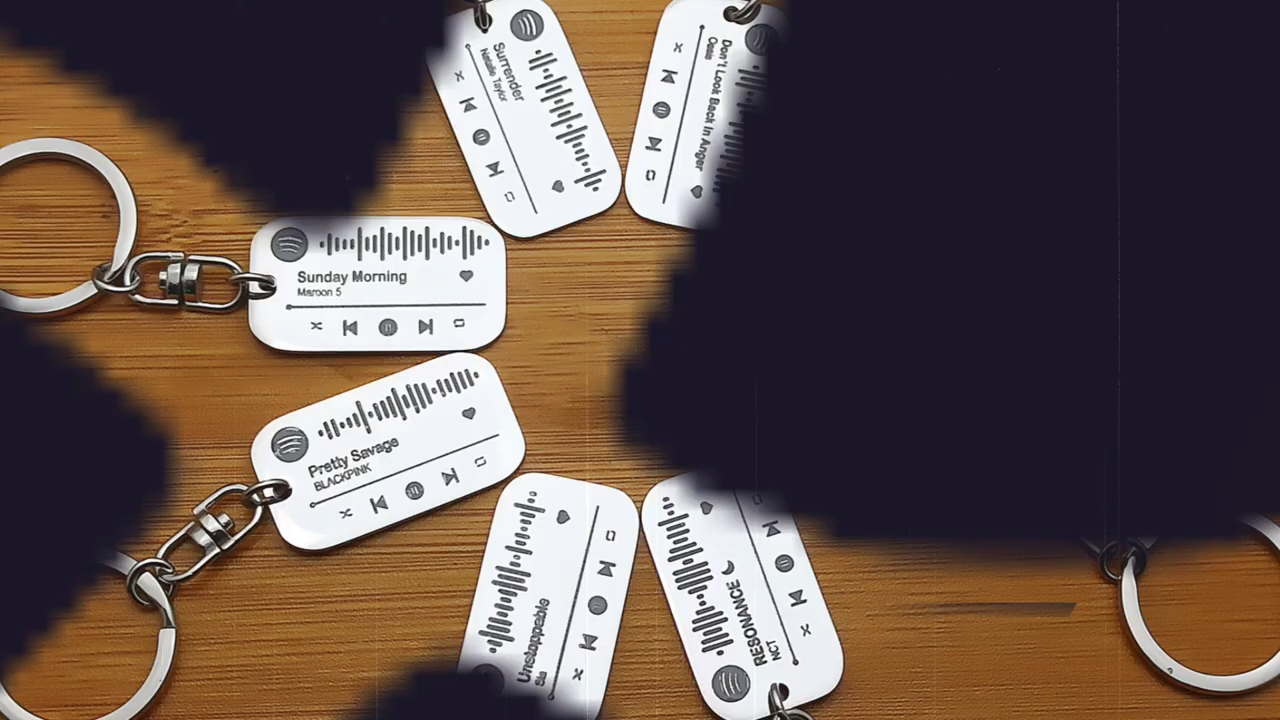 Surrender
Natalie Taylor
Don't Look Back In Anger
Oasis
Sunday Morning
Maroon 5
Pretty Savage
BLACKPINK
Unstoppable
Sia
RESONANCE
NCT